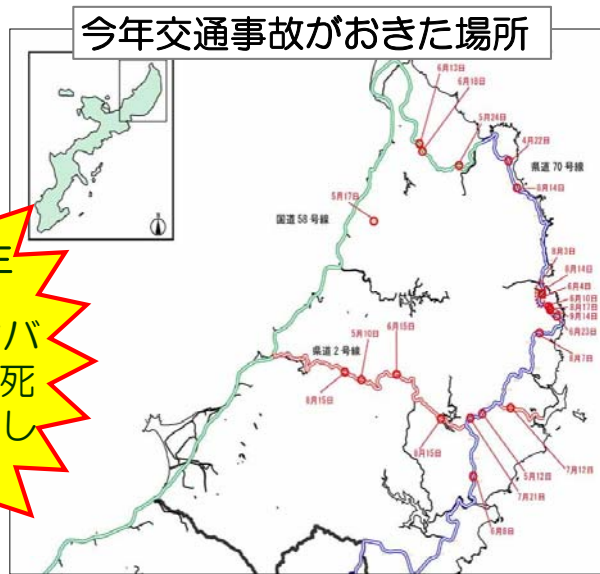 今年交通事故がおきた場所
6月13日
6月10日
5月24日
4月22日
県道70号線
8月14日
5月17日
国道58号線
8月3日
8月14日
6月4日
6月10日
8月17日
9月14日
6月23日
8月7日
県道2号線
5月10日
6月15日
8月15日
8月15日
7月12日
5月12日
7月21日
6月8日
バ
死
し